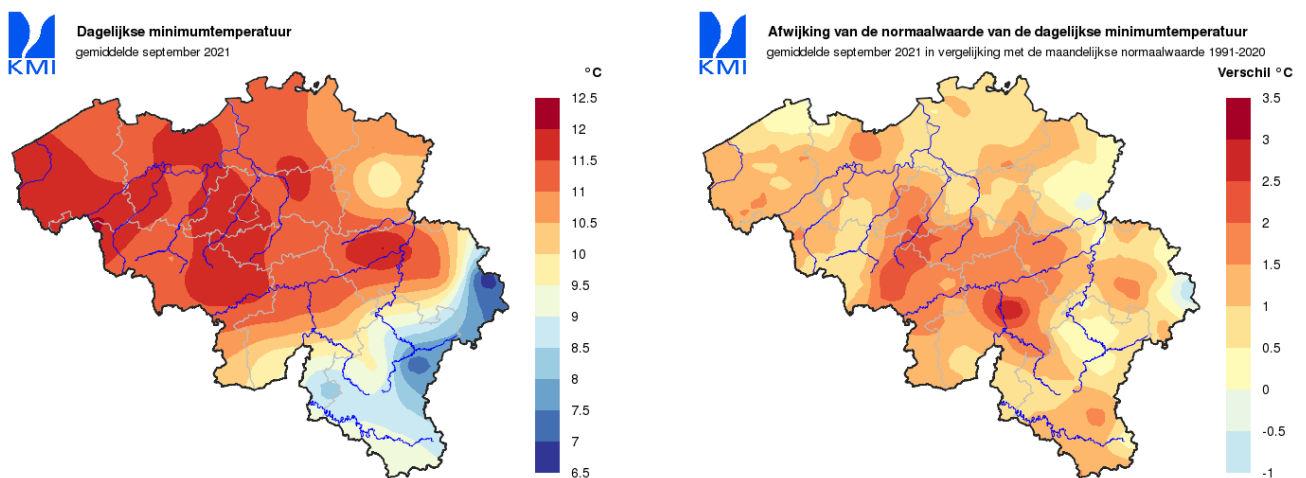 KMI
Dagelijkse minimumtemperatuur
gemiddelde september 2021
°C
12.5
12
11.5
11
10.5
10
9.5
9
8.5
8
7.5
7
6.5
KMI
Afwijking van de normaalwaarde van de dagelijkse minimumtemperatuur
gemiddelde september 2021 in vergelijking met de maandelijkse normaalwaarde 1991-2020
Verschil °C
3.5
3
2.5
2
1.5
1
0.5
0
-0.5
-1